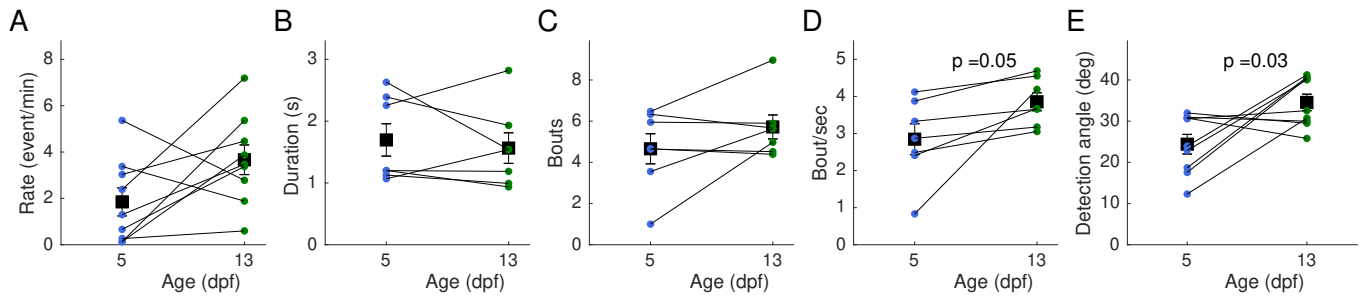 A
Rate (event/min)
8
6
4
2
0
5
13
Age (dpf)
B
Duration (s)
3
2
1
0
5
13
Age (dpf)
C
Bouts
8
6
4
2
0
5
13
Age (dpf)
D
Bout/sec
5
4
3
2
1
0
p =0.05
5
13
Age (dpf)
E
Detection angle (deg)
40
30
20
10
0
p =0.03
5
13
Age (dpf)